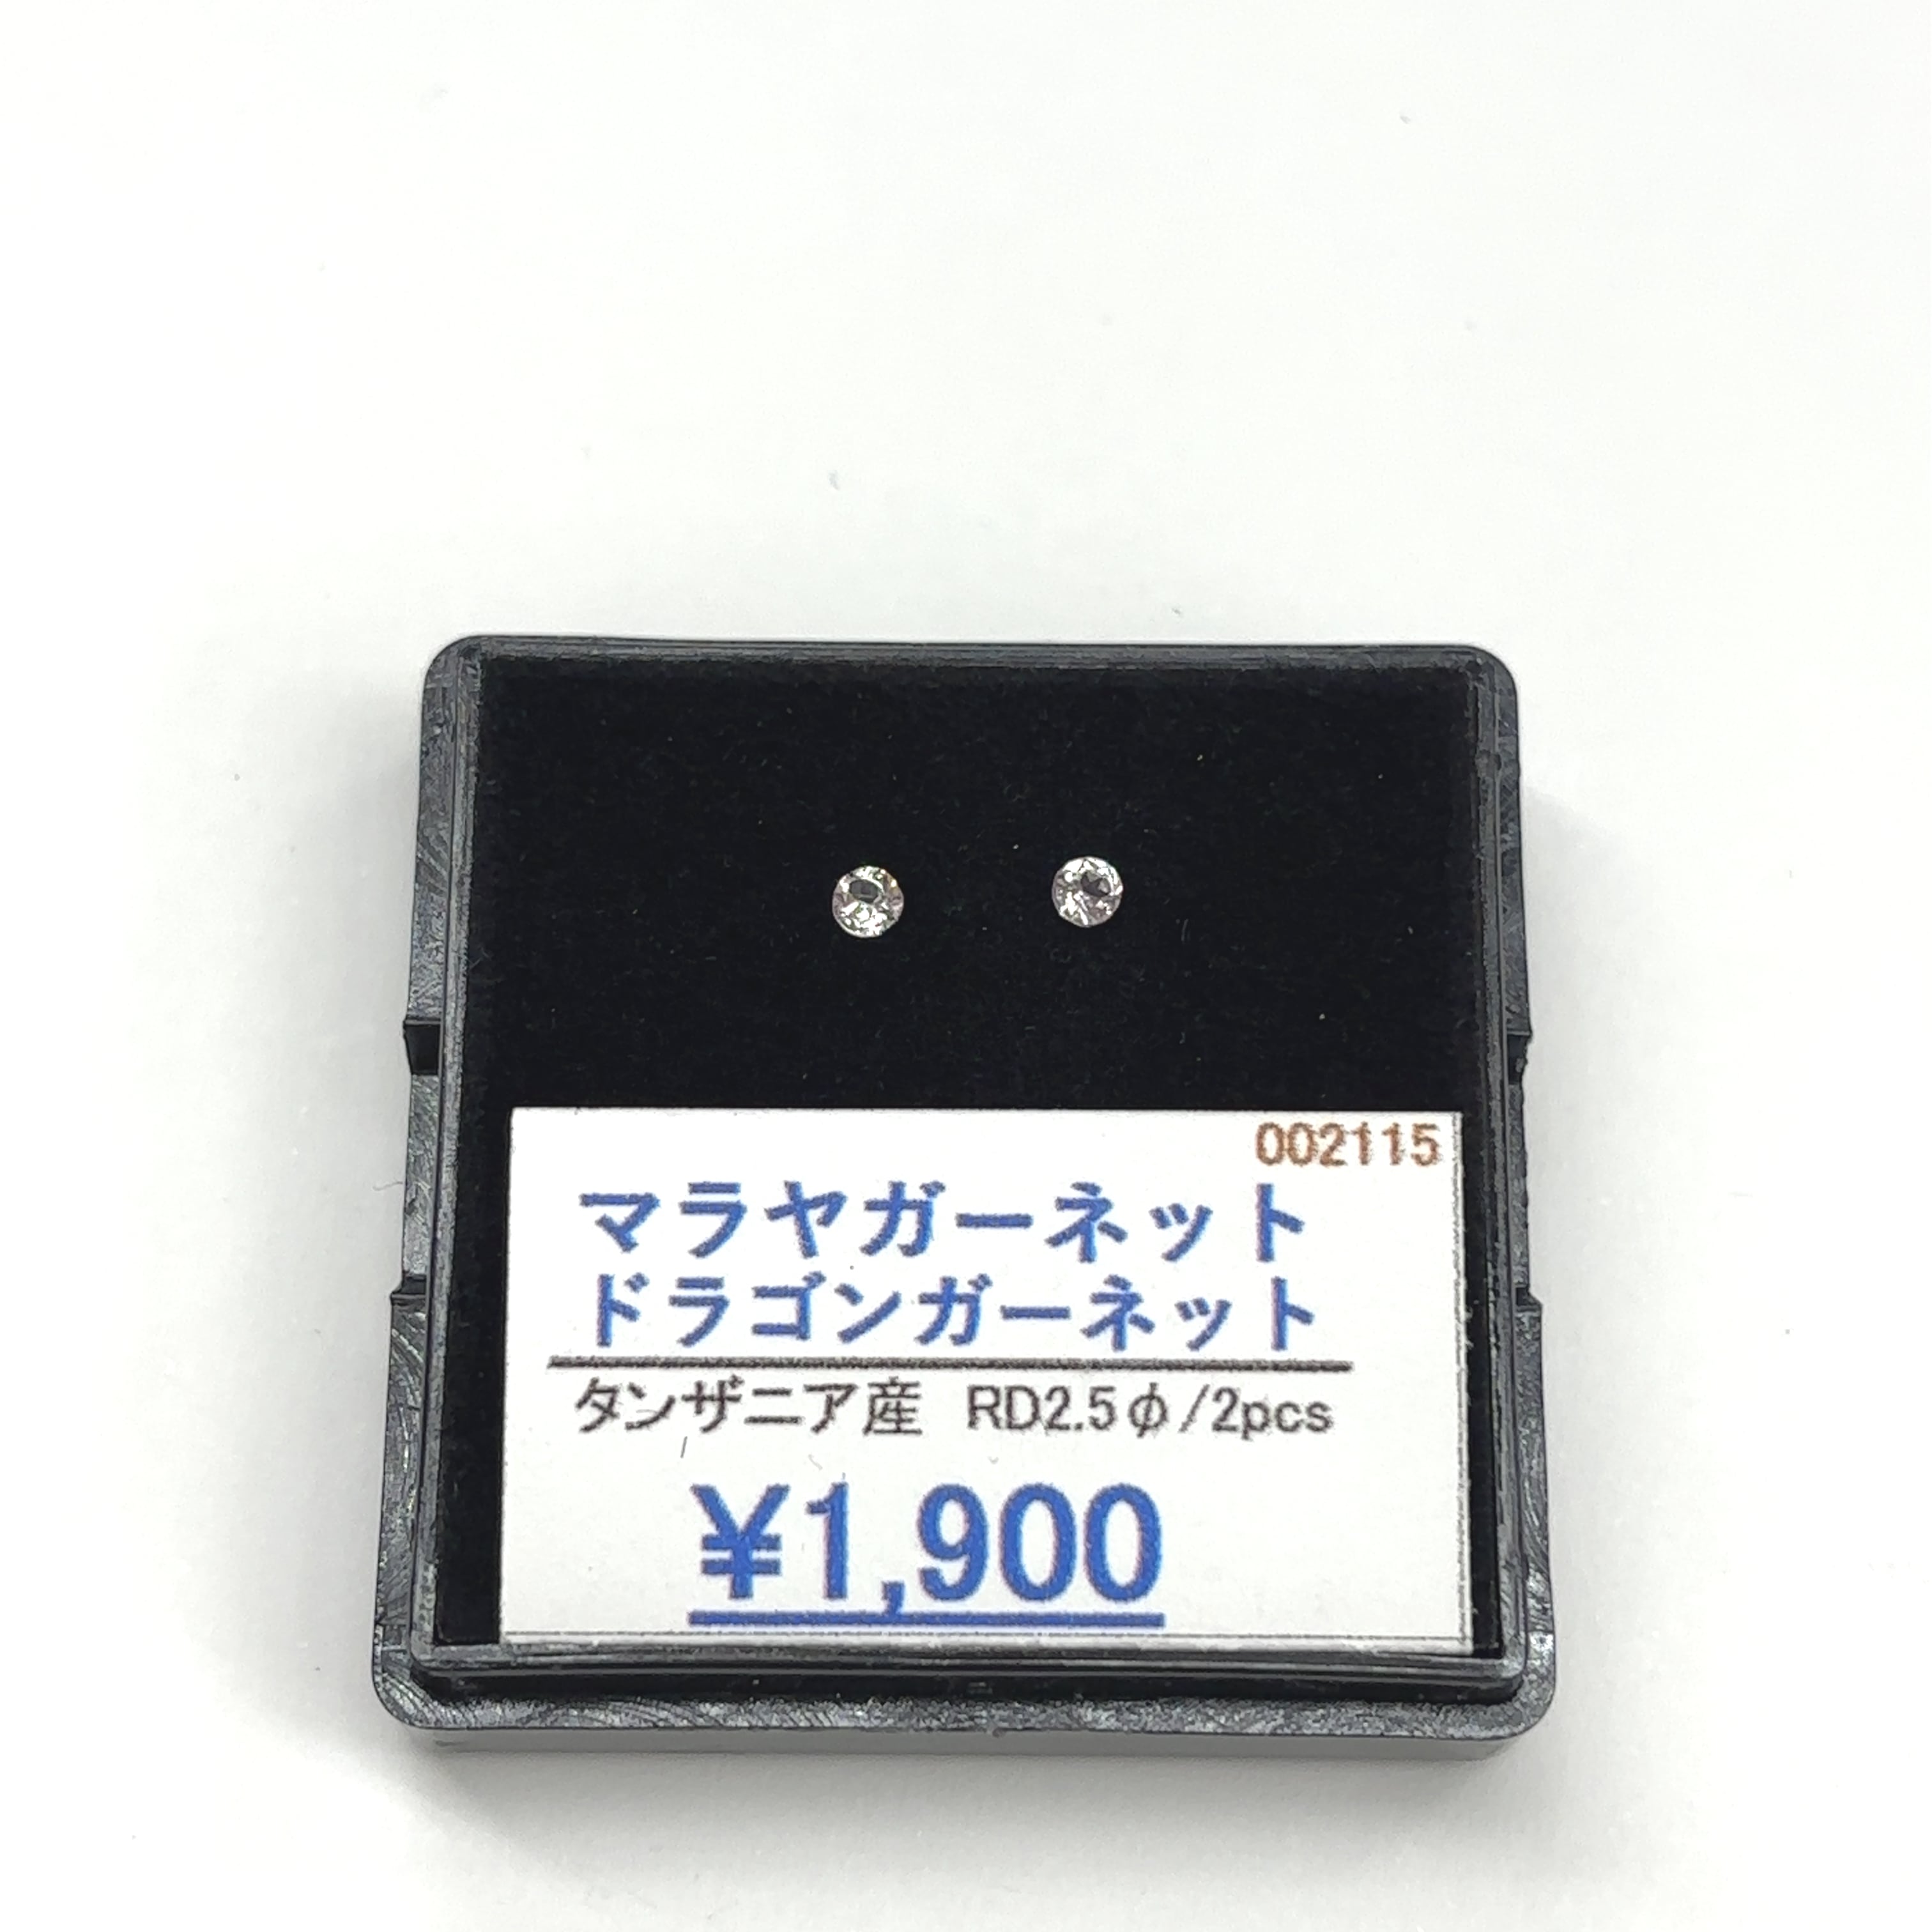 002115
マラヤガーネット
ドラゴンガーネット
タンザニア産 RD2.5φ/2pcs
¥1,900